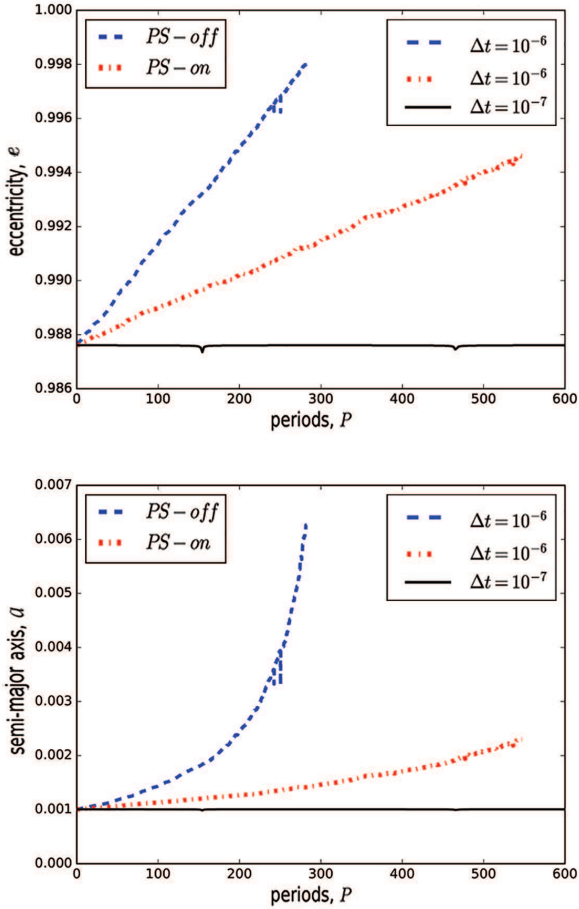 1.000
0.998
0.996
0.994
0.992
0.990
0.988
0.986
eccentricity, e
PS−off
PS−on
Δt = 10⁻⁶
Δt = 10⁻⁶
Δt = 10⁻⁷
0 100 200 300 400 500 600
periods, P
0.007
0.006
0.005
0.004
0.003
0.002
0.001
0.000
semi-major axis, a
PS−off
PS−on
Δt = 10⁻⁶
Δt = 10⁻⁶
Δt = 10⁻⁷
0 100 200 300 400 500 600
periods, P